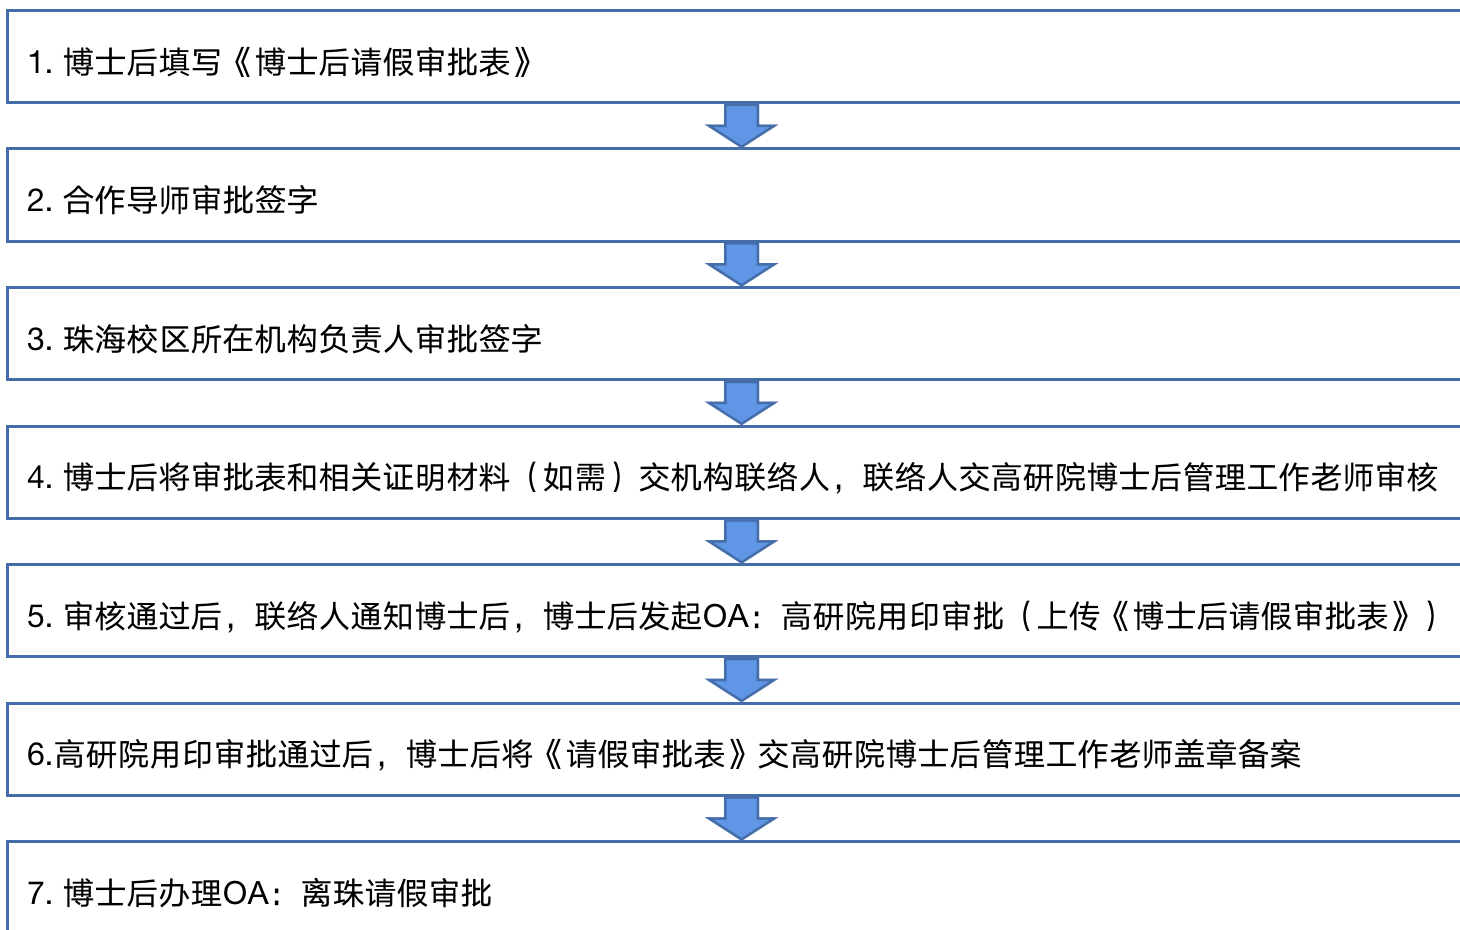 1. 博士后填写《博士后请假审批表》
2. 合作导师审批签字
3. 珠海校区所在机构负责人审批签字
4. 博士后将审批表和相关证明材料（如需）交机构联络人，联络人交高研院博士后管理工作老师审核
5. 审核通过后，联络人通知博士后，博士后发起OA：高研院用印审批（上传《博士后请假审批表》）
6.高研院用印审批通过后，博士后将《请假审批表》交高研院博士后管理工作老师盖章备案
7. 博士后办理OA：离珠请假审批